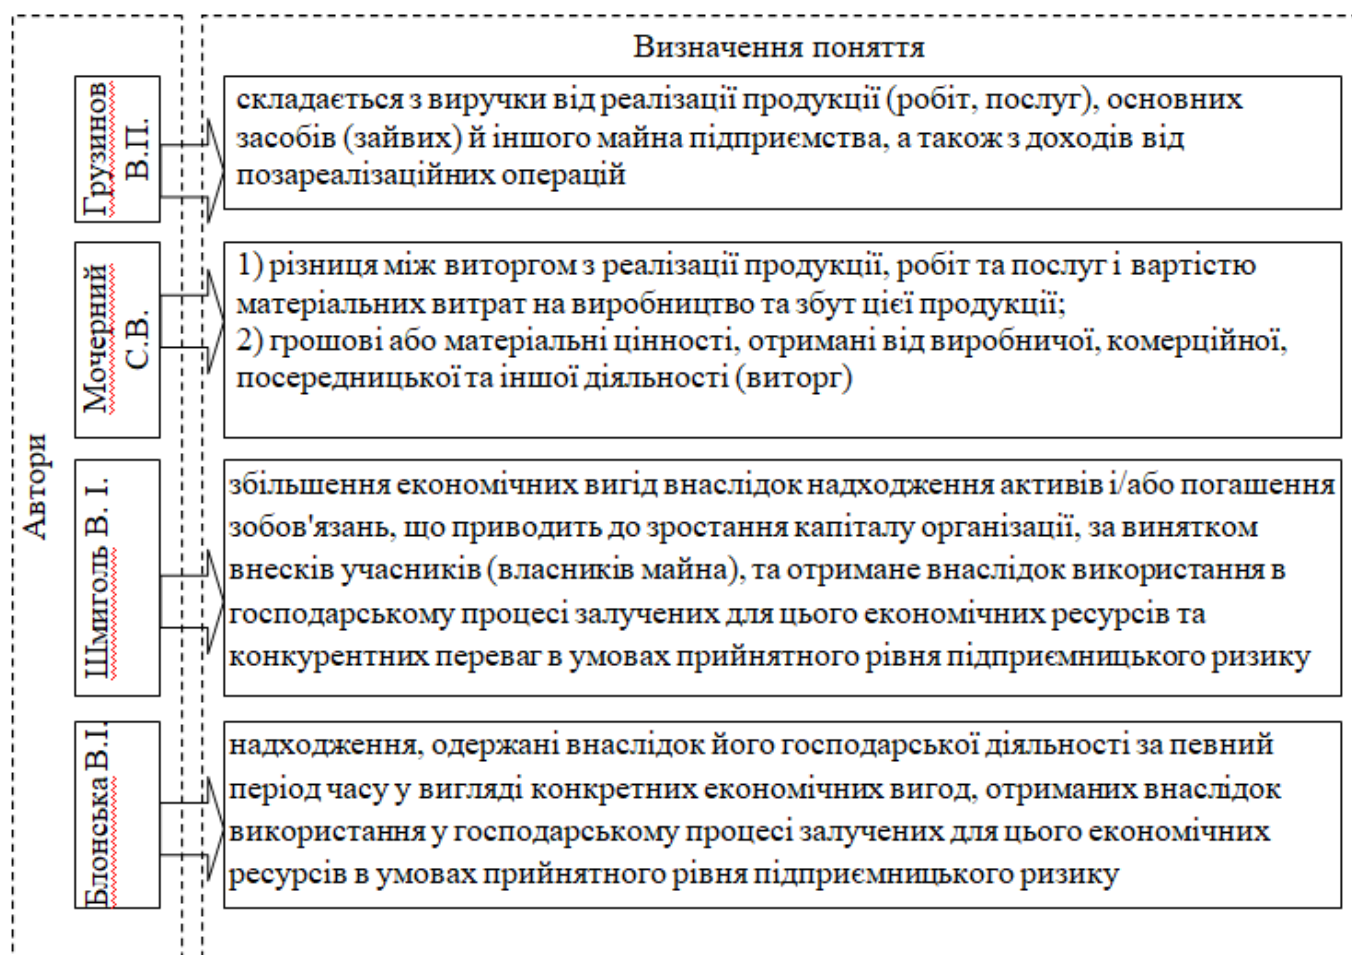 Визначення поняття
Автори
Грузинов
В.П.
складається з виручки від реалізації продукції (робіт, послуг), основних
засобів (зайвих) й іншого майна підприємства, а також з доходів від
позареалізаційних операцій
Мочерний
С.В.
1) різниця між виторгом з реалізації продукції, робіт та послуг і вартістю
матеріальних витрат на виробництво та збут цієї продукції;
2) грошові або матеріальні цінності, отримані від виробничої, комерційної,
посередницької та іншої діяльності (виторг)
Шмиголь В. І.
збільшення економічних вигід внаслідок надходження активів і/або погашення
зобов'язань, що приводить до зростання капіталу організації, за винятком
внесків учасників (власників майна), та отримане внаслідок використання в
господарському процесі залучених для цього економічних ресурсів та
конкурентних переваг в умовах прийнятного рівня підприємницького ризику
Блонська В.І.
надходження, одержані внаслідок його господарської діяльності за певний
період часу у вигляді конкретних економічних вигод, отриманих внаслідок
використання у господарському процесі залучених для цього економічних
ресурсів в умовах прийнятного рівня підприємницького ризику